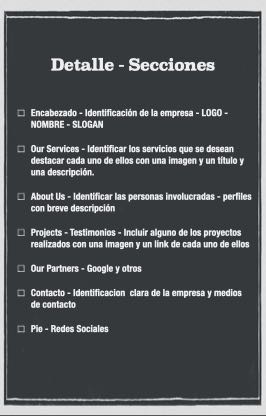 Detalle - Secciones
Encabezado - Identificación de la empresa - LOGO -
NOMBRE - SLOGAN
Our Services - Identificar los servicios que se desean
destacar cada uno de ellos con una imagen y un título y
una descripción.
About Us - Identificar las personas involucradas - perfiles
con breve descripción
Projects - Testimonios - Incluir alguno de los proyectos
realizados con una imagen y un link de cada uno de ellos
Our Partners - Google y otros
Contacto - Identificacion clara de la empresa y medios
de contacto
Pie - Redes Sociales